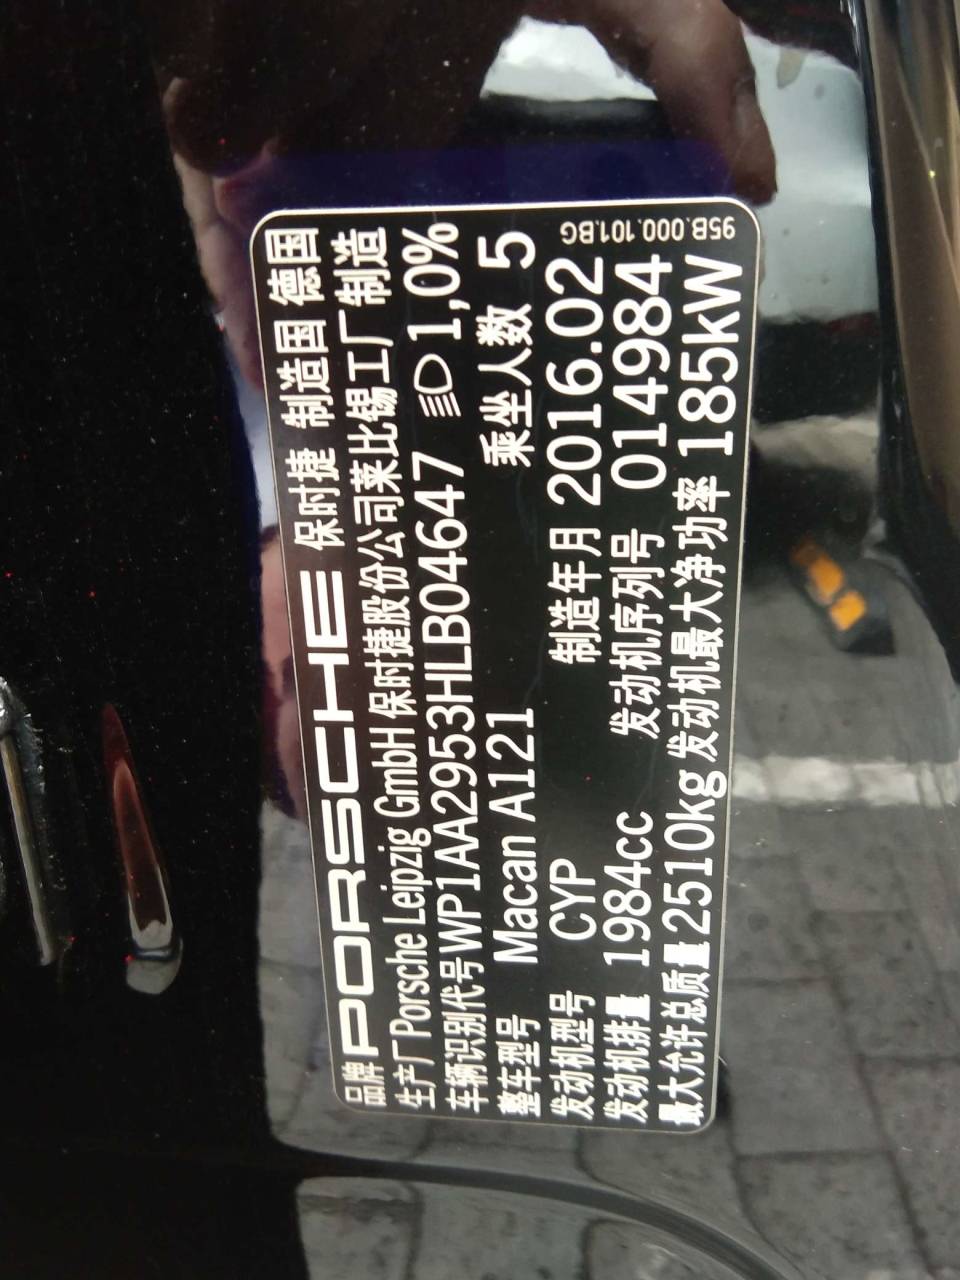 品牌 PORSCHE 保时捷 制造国 德国
生产厂 Porsche Leipzig GmbH 保时捷股份公司莱比锡工厂制造
车辆识别代号 WP1AA2953HLB04647 1,0%
整车型号 Macan A121 乘坐人数 5
发动机型号 CYP 制造年月 2016.02
发动机排量 1984cc 发动机序列号 014984
最大允许总质量 2510kg 发动机最大净功率 185kW
95B.000.101.BG